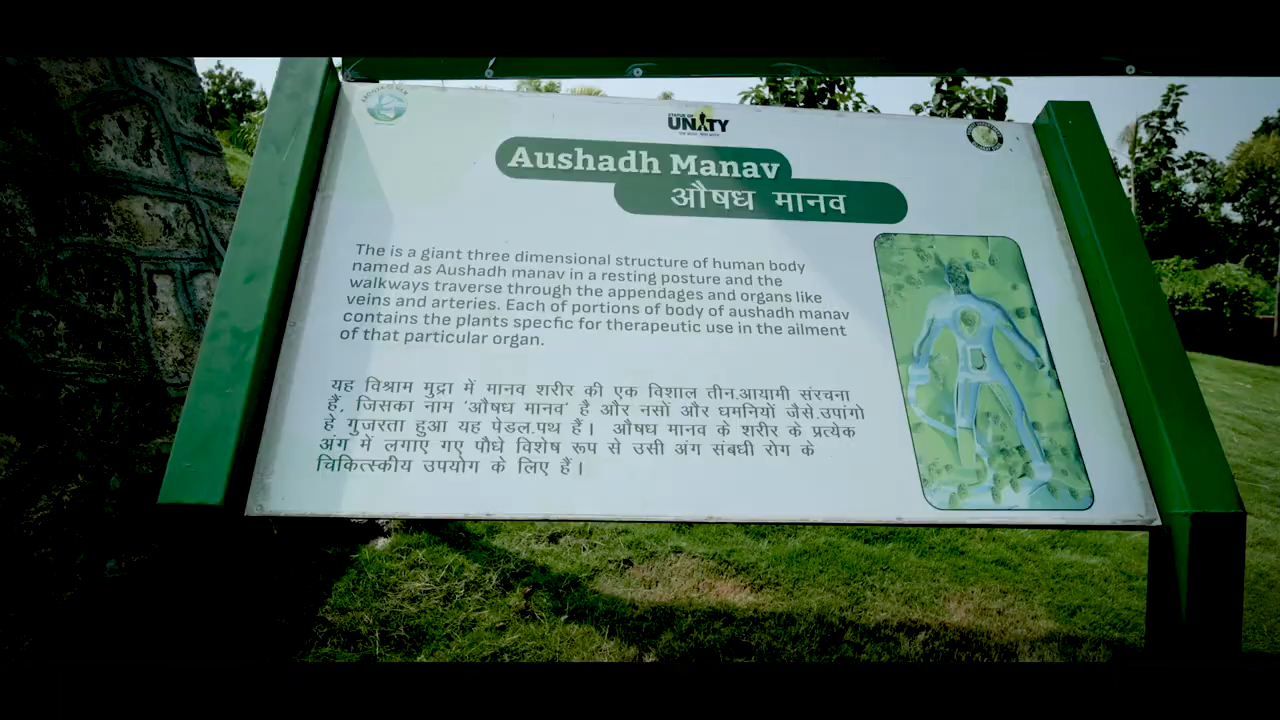 STATUE OF
UNITY
Aushadh Manav
औषध मानव
The is a giant three dimensional structure of human body
named as Aushadh manav in a resting posture and the
walkways traverse through the appendages and organs like
veins and arteries. Each of portions of body of aushadh manav
contains the plants specfic for therapeutic use in the ailment
of that particular organ.
यह विश्राम मुद्रा में मानव शरीर की एक विशाल तीन.आयामी संरचना
हैं, जिसका नाम ‘औषध मानव’ है और नसों और धमनियों जैसे.उपांगो
हे गुजरता हुआ यह पेडल.पथ हैं। औषध मानव के शरीर के प्रत्येक
अंग में लगाए गए पौधे विशेष रूप से उसी अंग संबधी रोग के
चिकित्स्कीय उपयोग के लिए हैं।